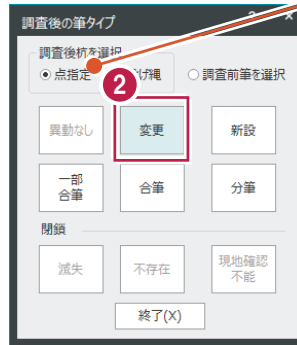 調査後の筆タイプ
調査後杭を選択
点指定 げ縄 調査前筆を選択
2
異動なし 変更 新設
一部
合筆 合筆 分筆
閉鎖
滅失 不存在 現地確認
不能
終了(X)